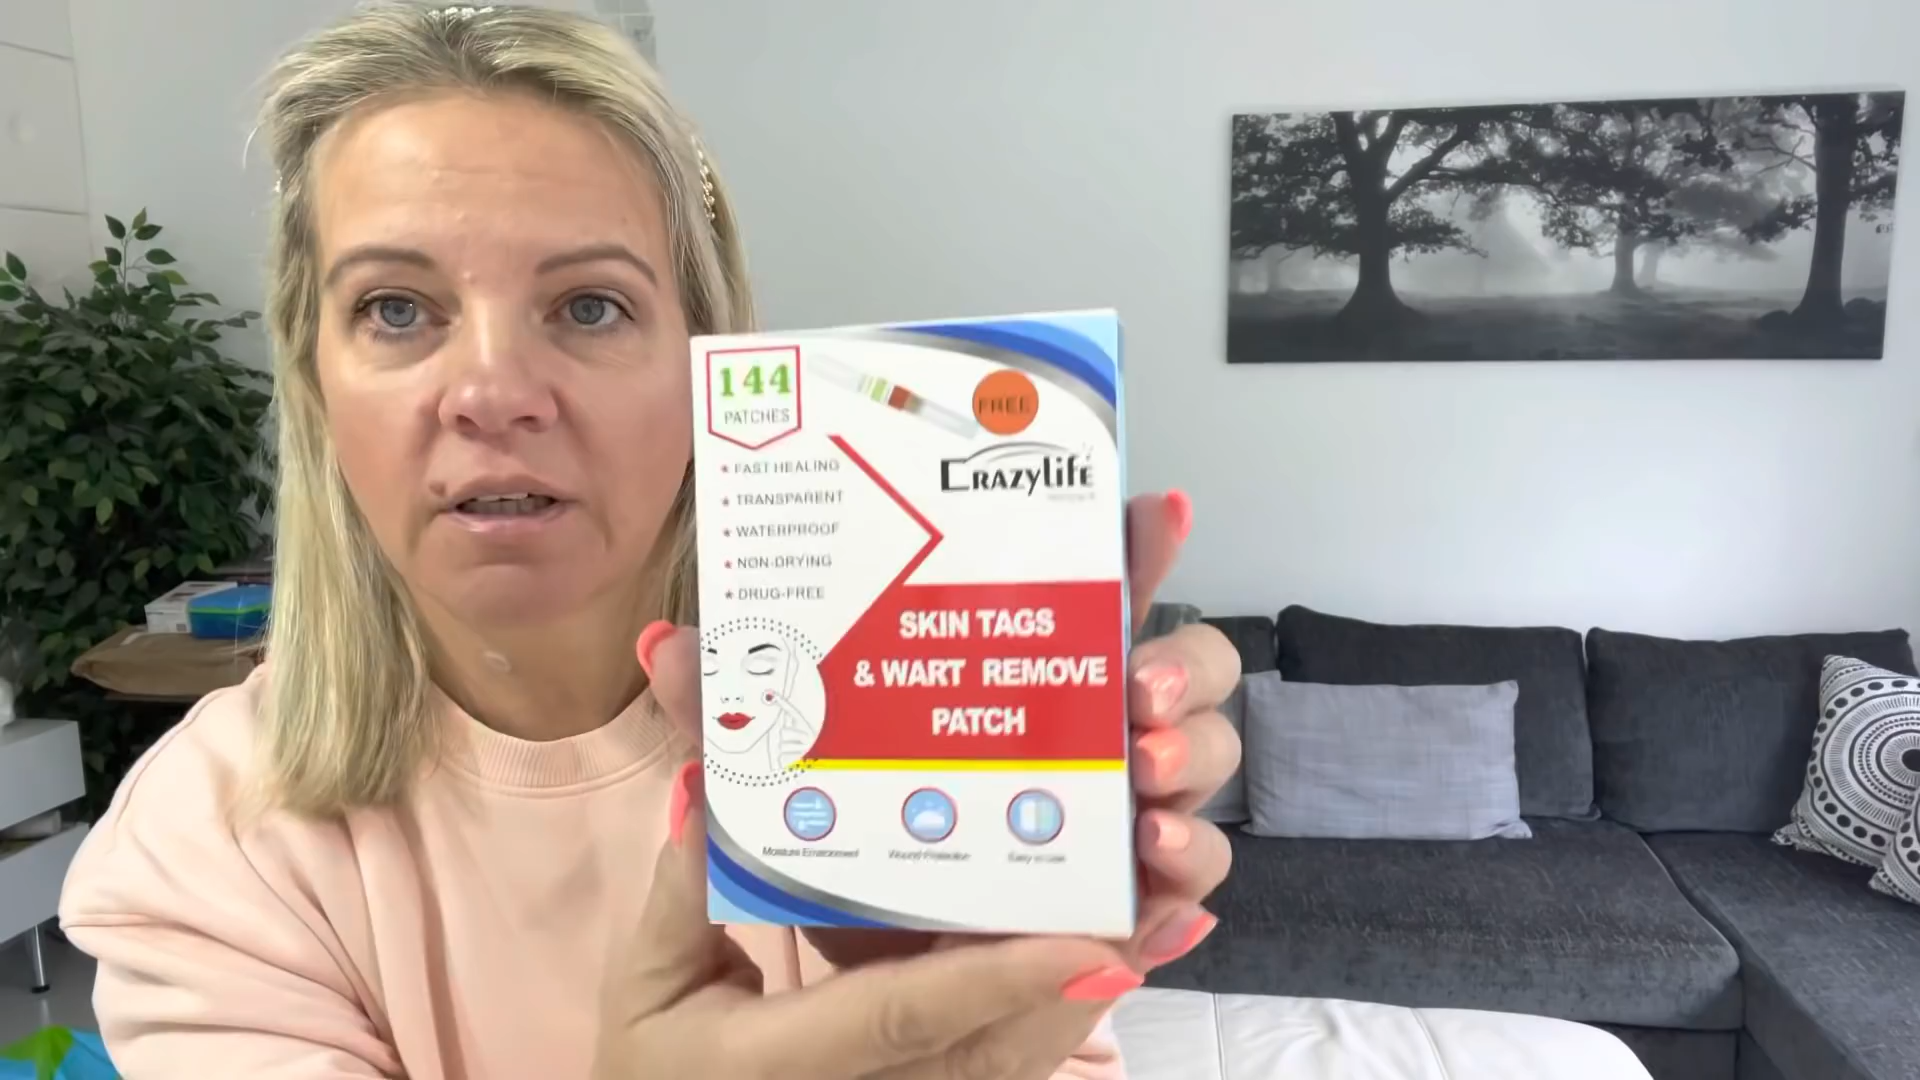 144
PATCHES
FREE
CRAZYLIFE
★ FAST HEALING
★ TRANSPARENT
★ WATERPROOF
★ NON-DRYING
★ DRUG-FREE
SKIN TAGS
& WART REMOVE
PATCH
Moisture Environment
Wound Protection
Easy to Use